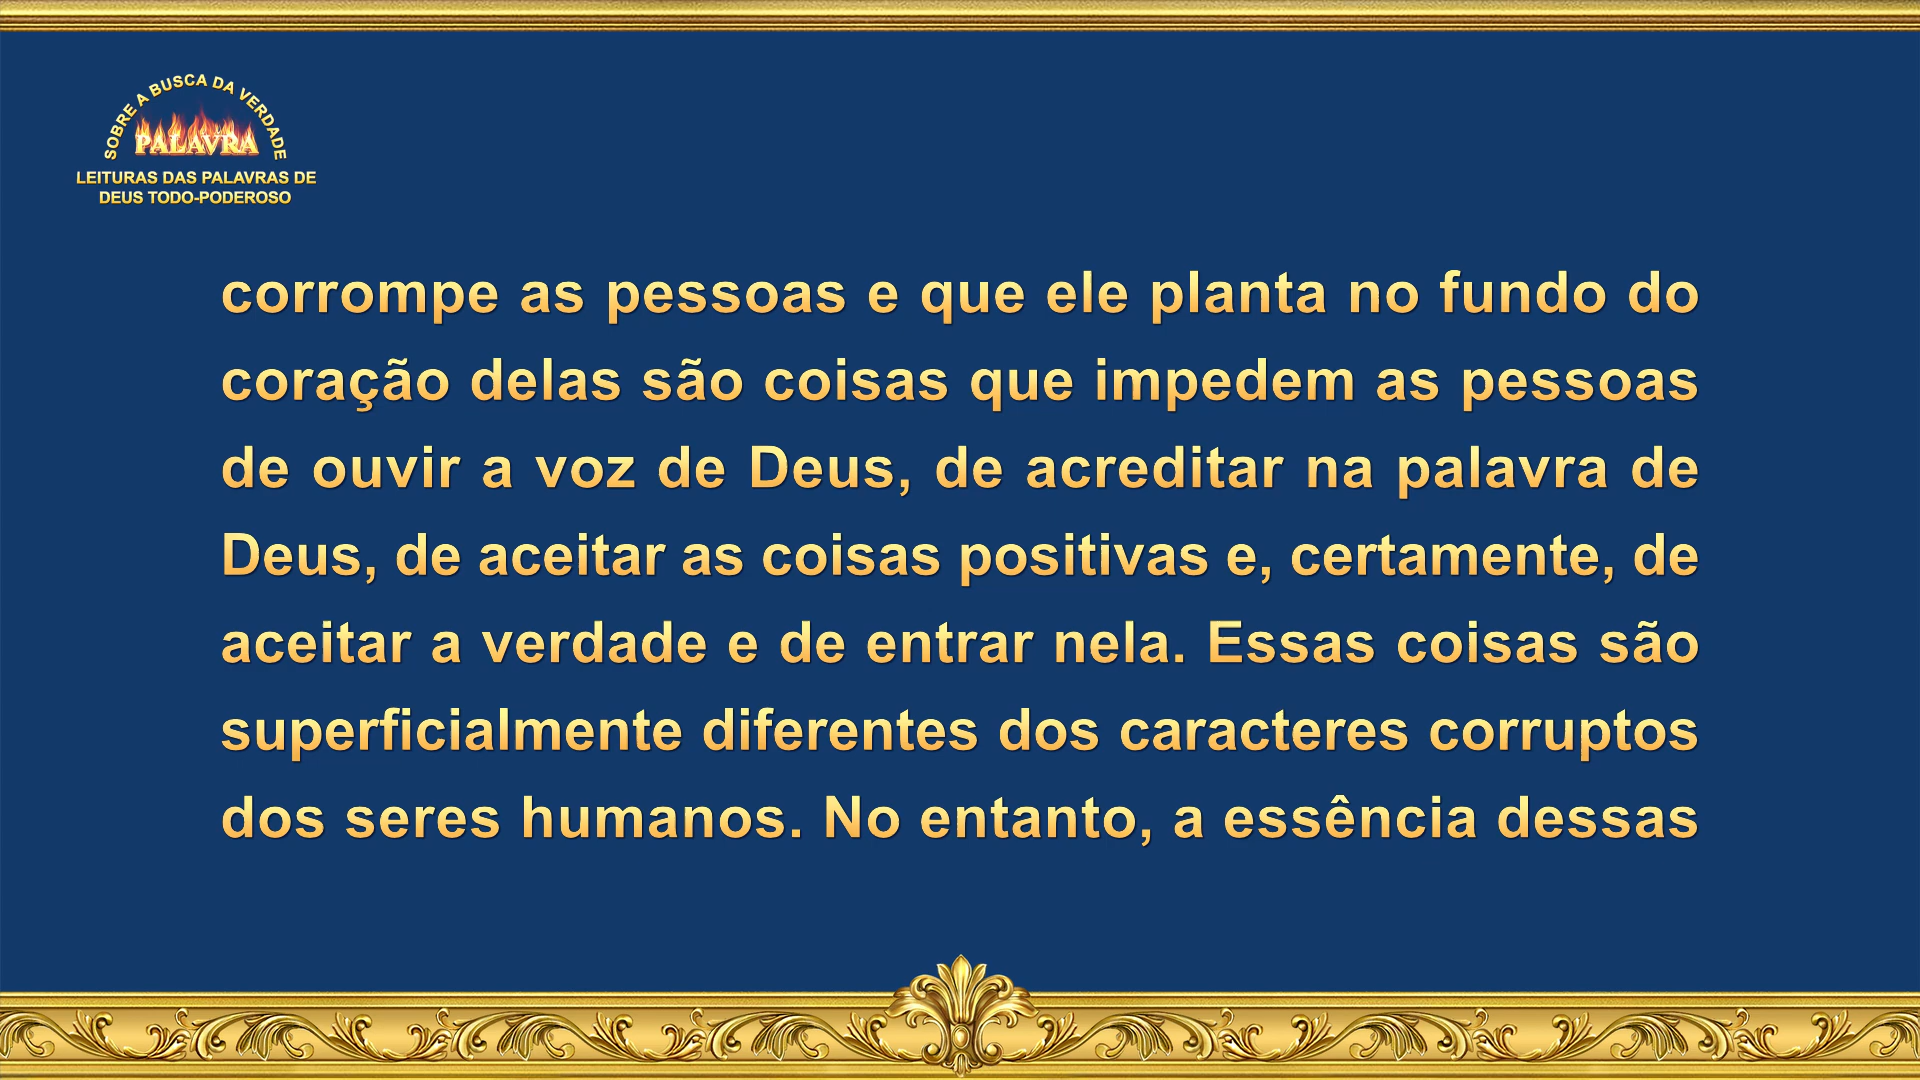 SOBRE A BUSCA DA VERDADE
PALAVRA
LEITURAS DAS PALAVRAS DE
DEUS TODO-PODEROSO
corrompe as pessoas e que ele planta no fundo do
coração delas são coisas que impedem as pessoas
de ouvir a voz de Deus, de acreditar na palavra de
Deus, de aceitar as coisas positivas e, certamente, de
aceitar a verdade e de entrar nela. Essas coisas são
superficialmente diferentes dos caracteres corruptos
dos seres humanos. No entanto, a essência dessas